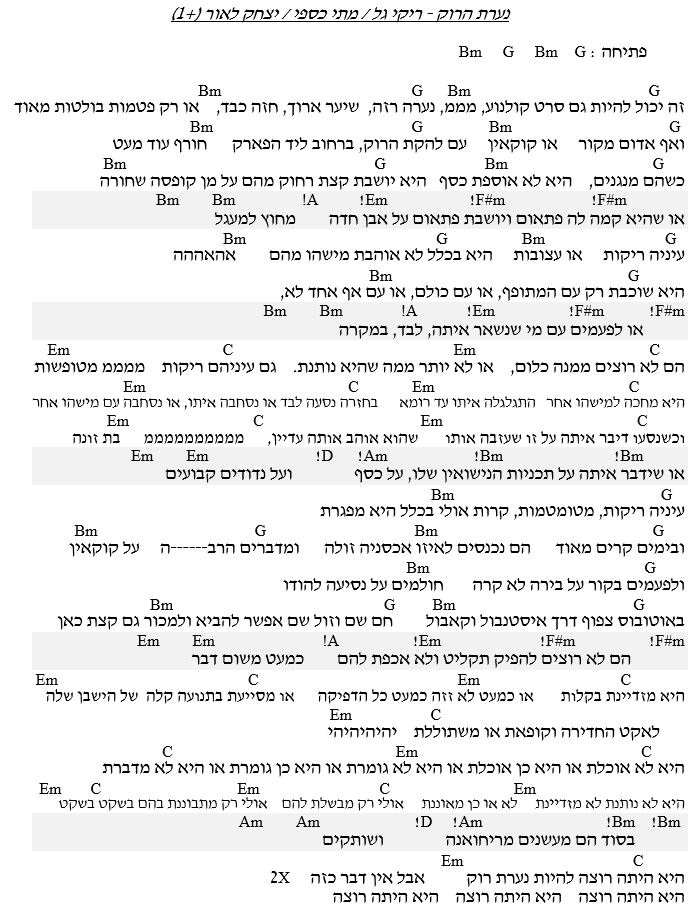 נערת הרוק - ריקי גל / מתי כספי / יצחק לאור (+1)
פתיחה : Bm G Bm G
G Bm G Bm
זה יכול להיות גם סרט קולנוע, מממ, נערה רזה, שיער ארוך, חזה כבד, או רק פטמות בולטות מאוד
G Bm G Bm
ואף אדום מקור או קוקאין עם להקת הרוק, ברחוב ליד הפארק חורף עוד מעט
G Bm G Bm
כשהם מנגנים, היא לא אוספת כסף היא יושבת קצת רחוק מהם על מן קופסה שחורה
F#m! F#m! Em! A! Bm Bm
או שהיא קמה לה פתאום ויושבת פתאום על אבן חדה מחוץ למעגל
G Bm G Bm
עיניה ריקות או עצובות היא בכלל לא אוהבת מישהו מהם אהאההה
G Bm
היא שוכבת רק עם המתופף, או עם כולם, או עם אף אחד לא,
F#m! F#m! Em! A! Bm Bm
או לפעמים עם מי שנשאר איתה, לבד, במקרה
C Em C Em
הם לא רוצים ממנה כלום, או לא יותר ממה שהיא נותנת. גם עיניהם ריקות ממממ מטופשות
C Em C Em
היא מחכה למישהו אחר התגלגלה איתו עד רומא בחזרה נסעה לבד או נסחבה איתו, או נסחבה עם מישהו אחר
C Em C Em
וכשנסעו דיבר איתה על זו שעזבה אותו שהוא אוהב אותה עדיין, מממממממממ בת זונה
Bm! Bm! Am! D! Em Em
או שידבר איתה על תכניות הנישואין שלו, על כסף ועל נדודים קבועים
G Bm
עיניה ריקות, מטומטמות, קרות אולי בכלל היא מפגרת
G Bm G Bm
ובימים קרים מאוד הם נכנסים לאיזו אכסניה זולה ומדברים הרב------ה על קוקאין
G Bm
ולפעמים בקור על בירה לא קרה חולמים על נסיעה להודו
G Bm G Bm
באוטובוס צפוף דרך איסטנבול וקאבול חם שם וזול שם אפשר להביא ולמכור גם קצת כאן
F#m! F#m! Em! A! Em Em
הם לא רוצים להפיק תקליט ולא אכפת להם כמעט משום דבר
C Em C Em
היא מזדיינת בקלות או כמעט לא זזה כמעט כל הדפיקה או מסייעת בתנועה קלה של הישבן שלה
C Em
לאקט החדירה וקופאת או משתוללת יהיהיהיהי
C Em C
היא לא אוכלת או היא כן אוכלת או היא לא גומרת או היא כן גומרת או היא לא מדברת
Em C Em C Em
היא לא נותנת לא מזדיינת לא או כן מאוננת אולי רק מבשלת להם אולי רק מתבוננת בהם בשקט בשקט
Bm! Bm! Am! D! Am Am
בסוד הם מעשנים מריחואנה ושותקים
C Em
היא היתה רוצה להיות נערת רוק אבל אין דבר כזה 2X
היא היתה רוצה היא היתה רוצה היא היתה רוצה